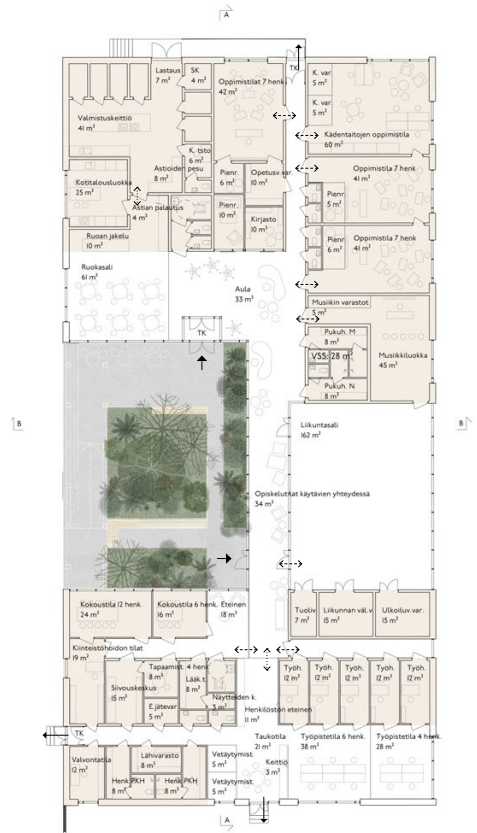 A
TK
Lastaus
7 m²
SK
4 m²
Oppimistilat 7 henk.
42 m²
K. var
5 m²
K. var
5 m²
Valmistuskeittiö
41 m²
Kädentaitojen oppimistila
60 m²
K. tsto
6 m²
Astioiden pesu
8 m²
Kotitalousluokka
25 m²
Pienr.
6 m²
Opetusv.var.
10 m²
Oppimistila 7 henk
41 m²
Pienr.
5 m²
Astian palautus
4 m²
Pienr.
10 m²
Kirjasto
10 m²
Ruoan jakelu
10 m²
Pienr.
6 m²
Oppimistila 7 henk
41 m²
Ruokasali
61 m²
Aula
33 m²
Musiikin varastot
5 m²
TK
Pukuh. M
8 m²
VSS: 28 m²
Musiikkiluokka
45 m²
Pukuh. N
8 m²
B
B
Liikuntasali
162 m²
Opiskelutilat käytävien yhteydessä
34 m²
Kokoustila 12 henk.
24 m²
Kokoustila 6 henk.
16 m²
Eteinen
18 m²
Tuoliv.
7 m²
Liikunnan väl.v
15 m²
Ulkoiluv.var.
15 m²
Kiinteistöhoidon tilat
19 m²
Tapaamist. 4 henk
8 m²
Lääk.t.
8 m²
Siivouskeskus
15 m²
Näytteiden k.
3 m²
E.jätevar
5 m²
Työh.
12 m²
Työh.
12 m²
Työh.
12 m²
Työh.
12 m²
Työh.
12 m²
Henkilöstön eteinen
11 m²
TK
Valvontatila
12 m²
Lähivarasto
8 m²
Vetäytymist.
5 m²
Taukotila
21 m²
Työpistetila 6 henk.
38 m²
Työpistetila 4 henk.
28 m²
Keittiö
3 m²
Henk PKH
8 m²
Henk PKH
8 m²
Vetäytymist.
5 m²
A